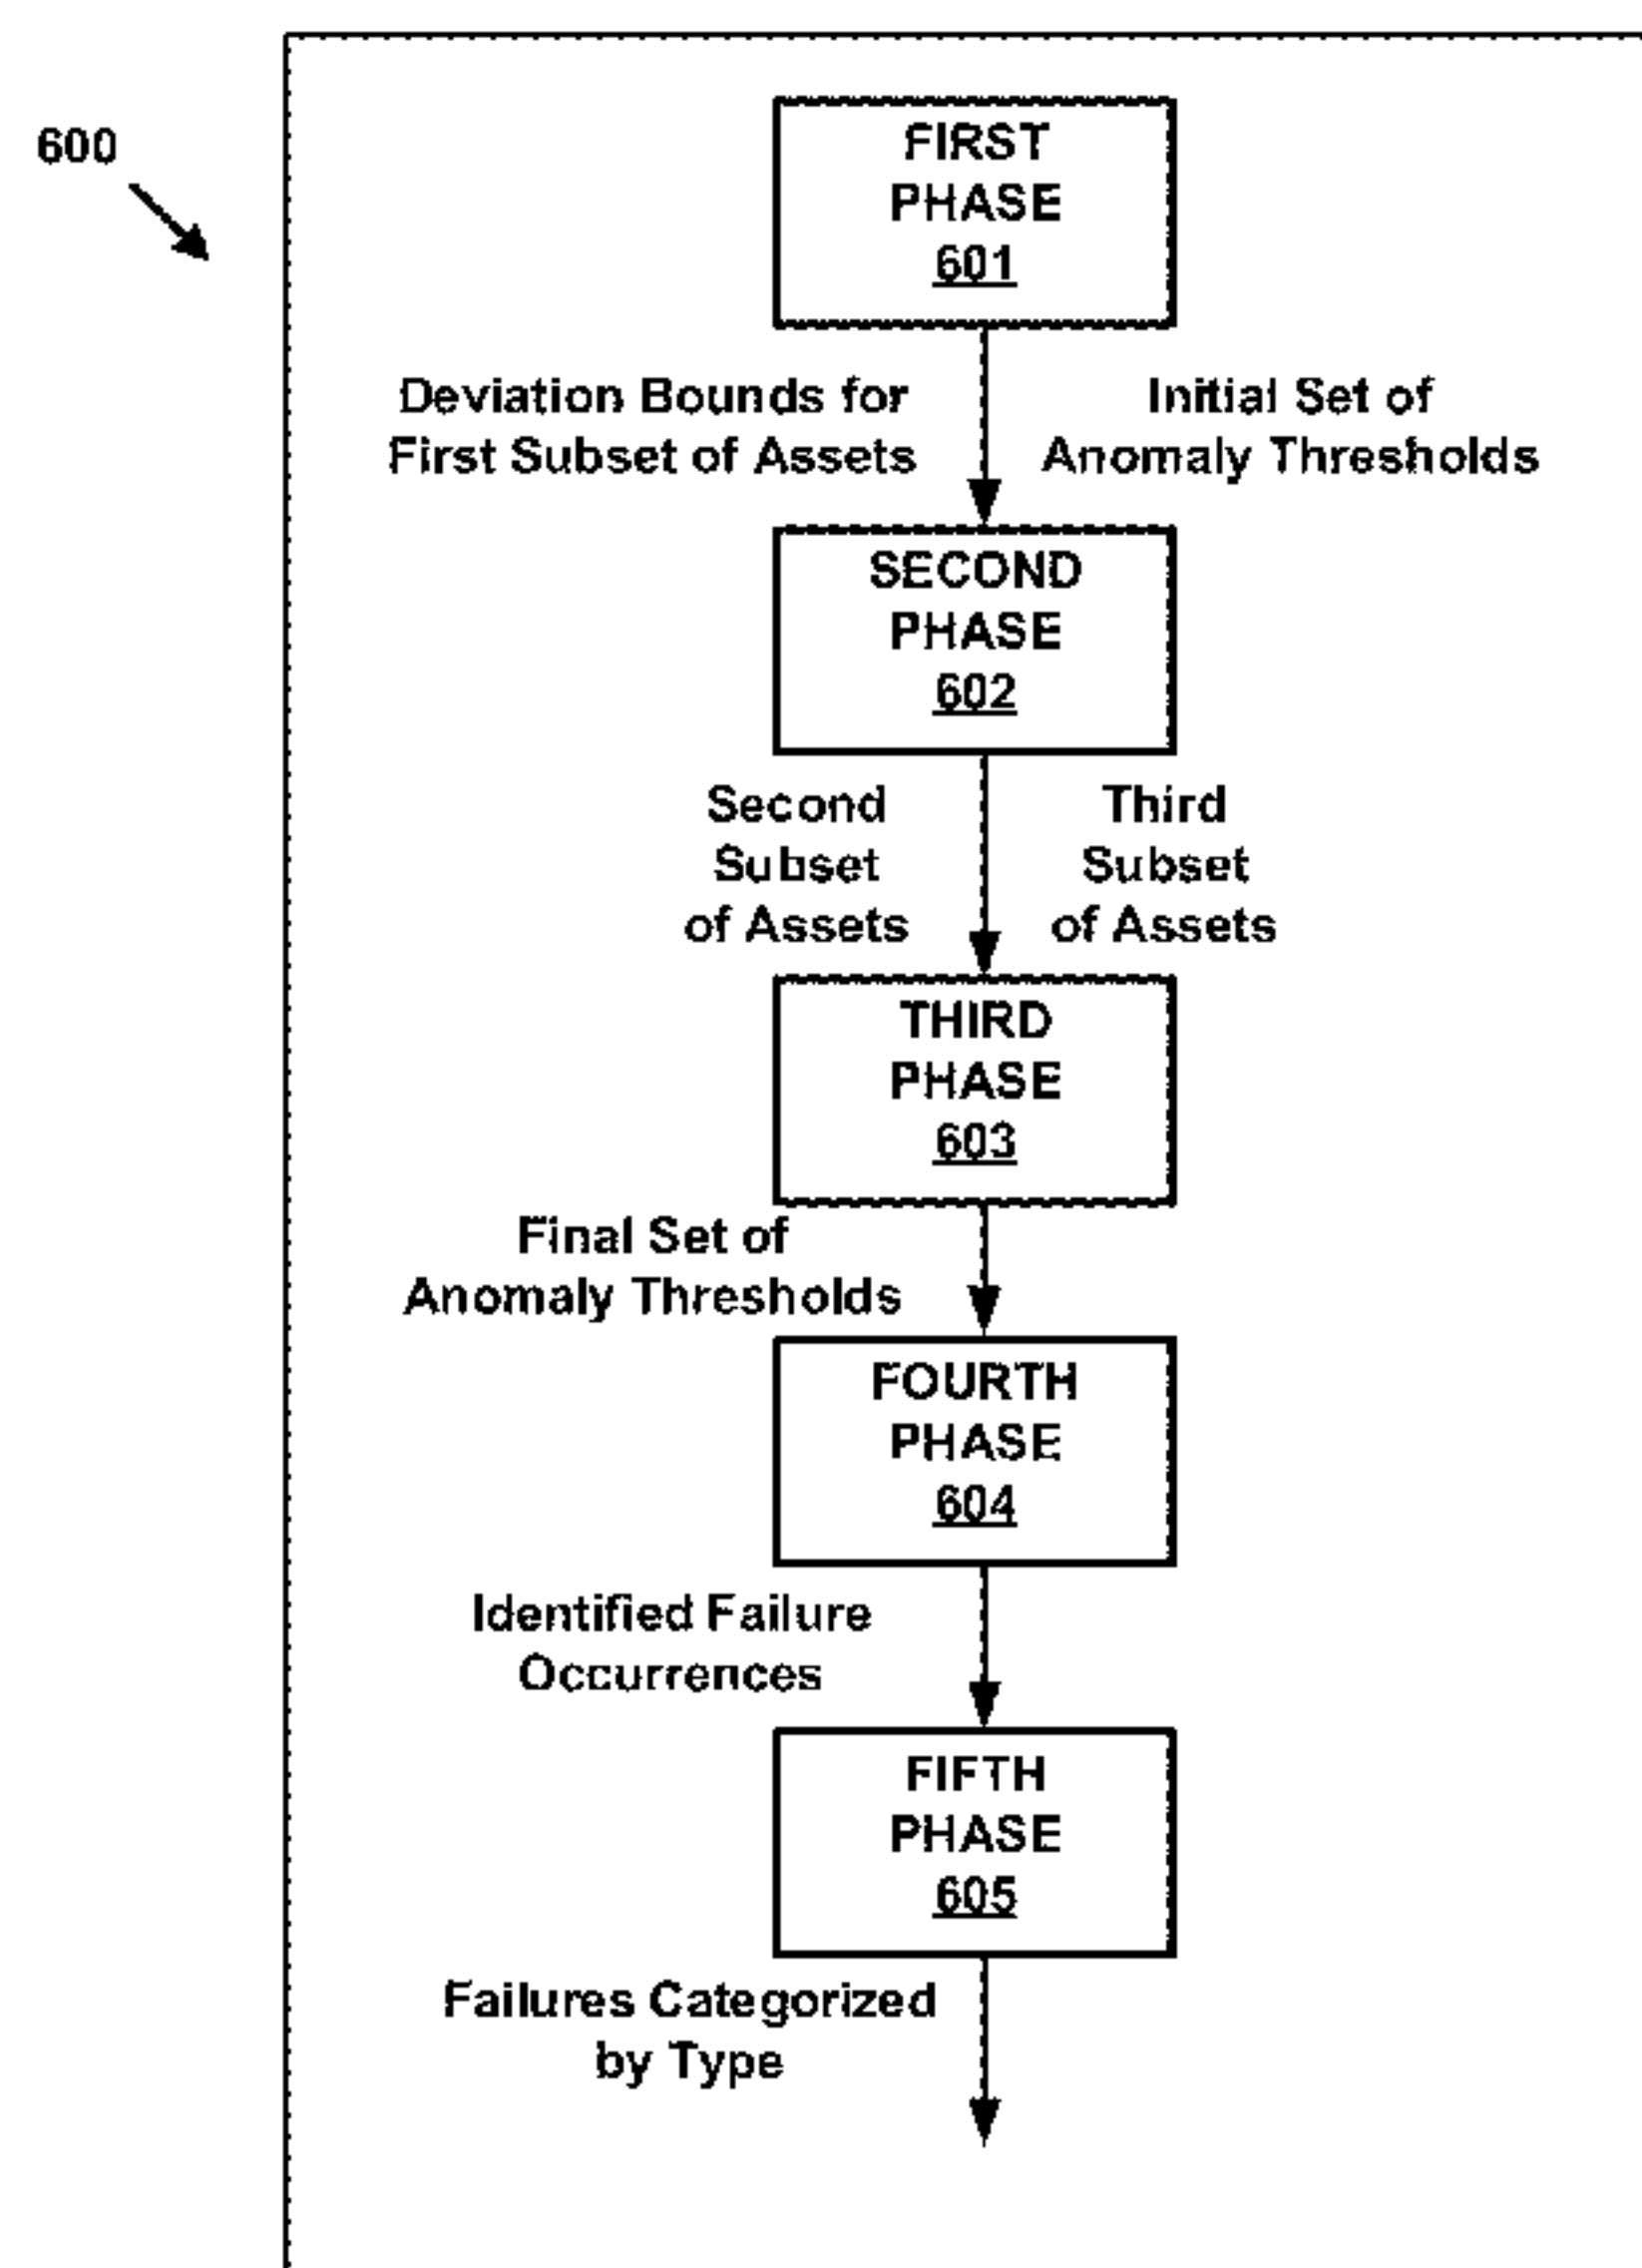 600
FIRST
PHASE
601
Deviation Bounds for
First Subset of Assets
Initial Set of
Anomaly Thresholds
SECOND
PHASE
602
Second
Subset
of Assets
Third
Subset
of Assets
THIRD
PHASE
603
Final Set of
Anomaly Thresholds
FOURTH
PHASE
604
Identified Failure
Occurrences
FIFTH
PHASE
605
Failures Categorized
by Type